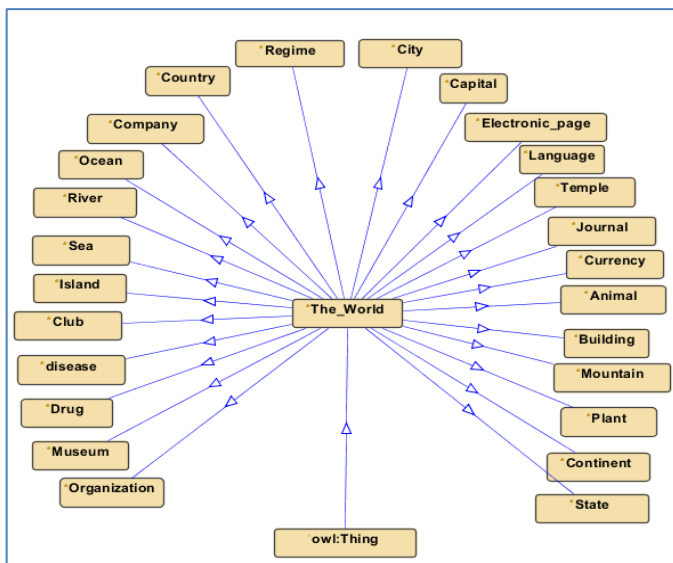 Regime
City
Country
Capital
Company
Electronic_page
Ocean
Language
River
Temple
Sea
Journal
Island
Currency
The_World
Animal
Club
Building
disease
Mountain
Drug
Plant
Museum
Continent
Organization
State
owl:Thing